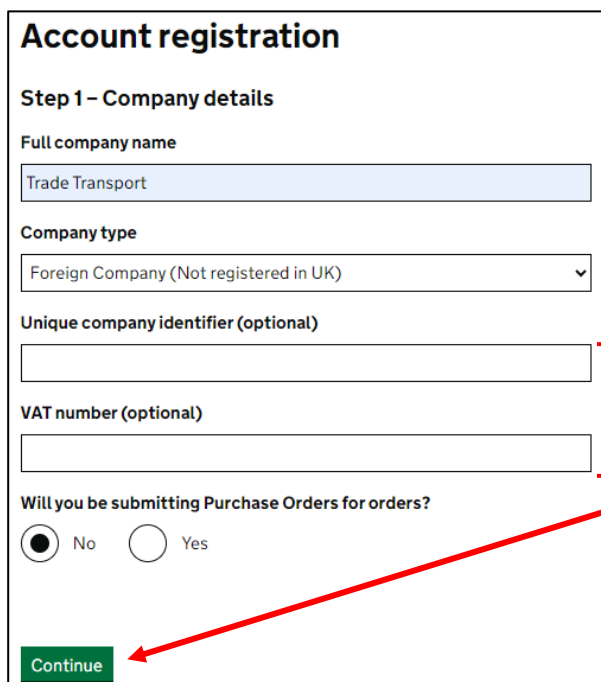 Account registration
Step 1 – Company details
Full company name
Trade Transport
Company type
Foreign Company (Not registered in UK)
Unique company identifier (optional)
VAT number (optional)
Will you be submitting Purchase Orders for orders?
No Yes
Continue